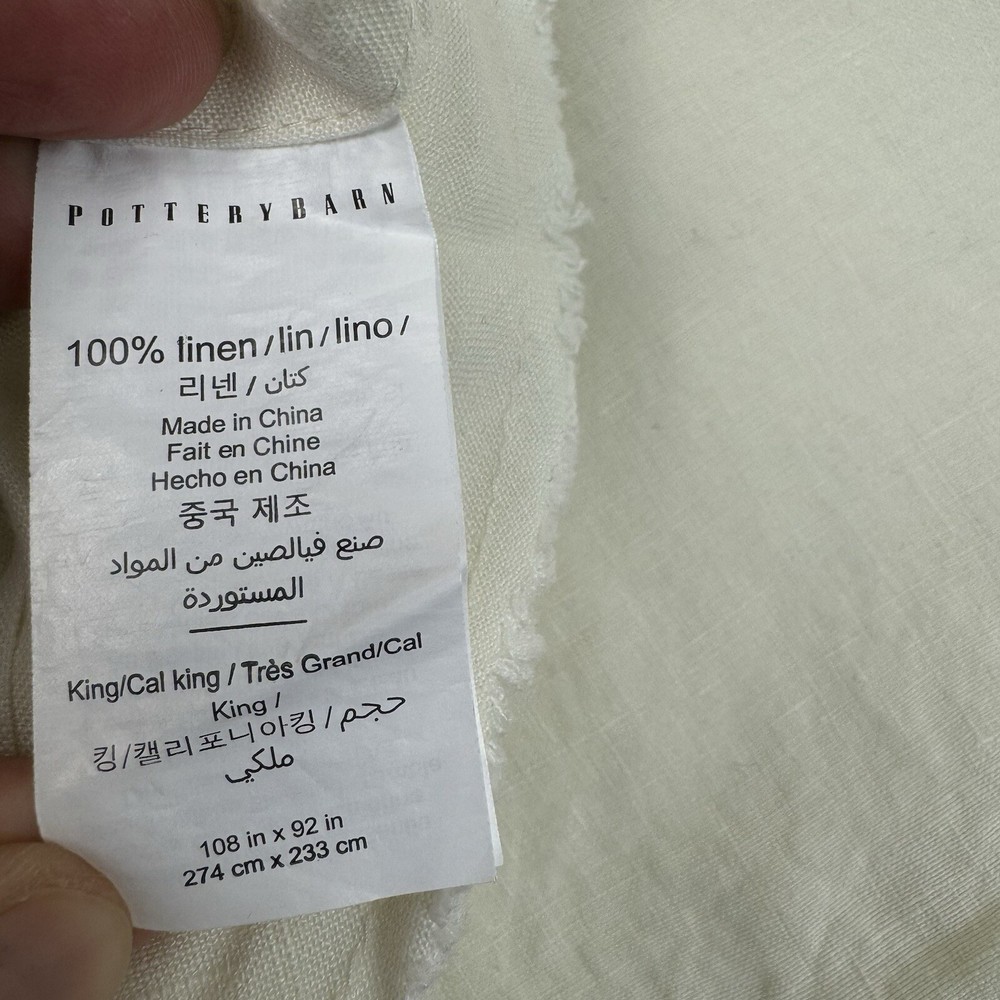 POTTERYBARN
100% linen / lin / lino /
리넨 / كتان
Made in China
Fait en Chine
Hecho en China
중국 제조
صنع فيالصين من المواد
المستوردة
King/Cal king / Très Grand/Cal
King /
킹/캘리포니아킹 / حجم
ملكي
108 in x 92 in
274 cm x 233 cm